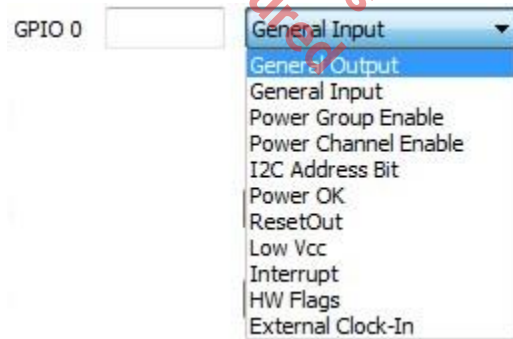 GPIO 0 General Input
General Output
General Input
Power Group Enable
Power Channel Enable
I2C Address Bit
Power OK
ResetOut
Low Vcc
Interrupt
HW Flags
External Clock-In